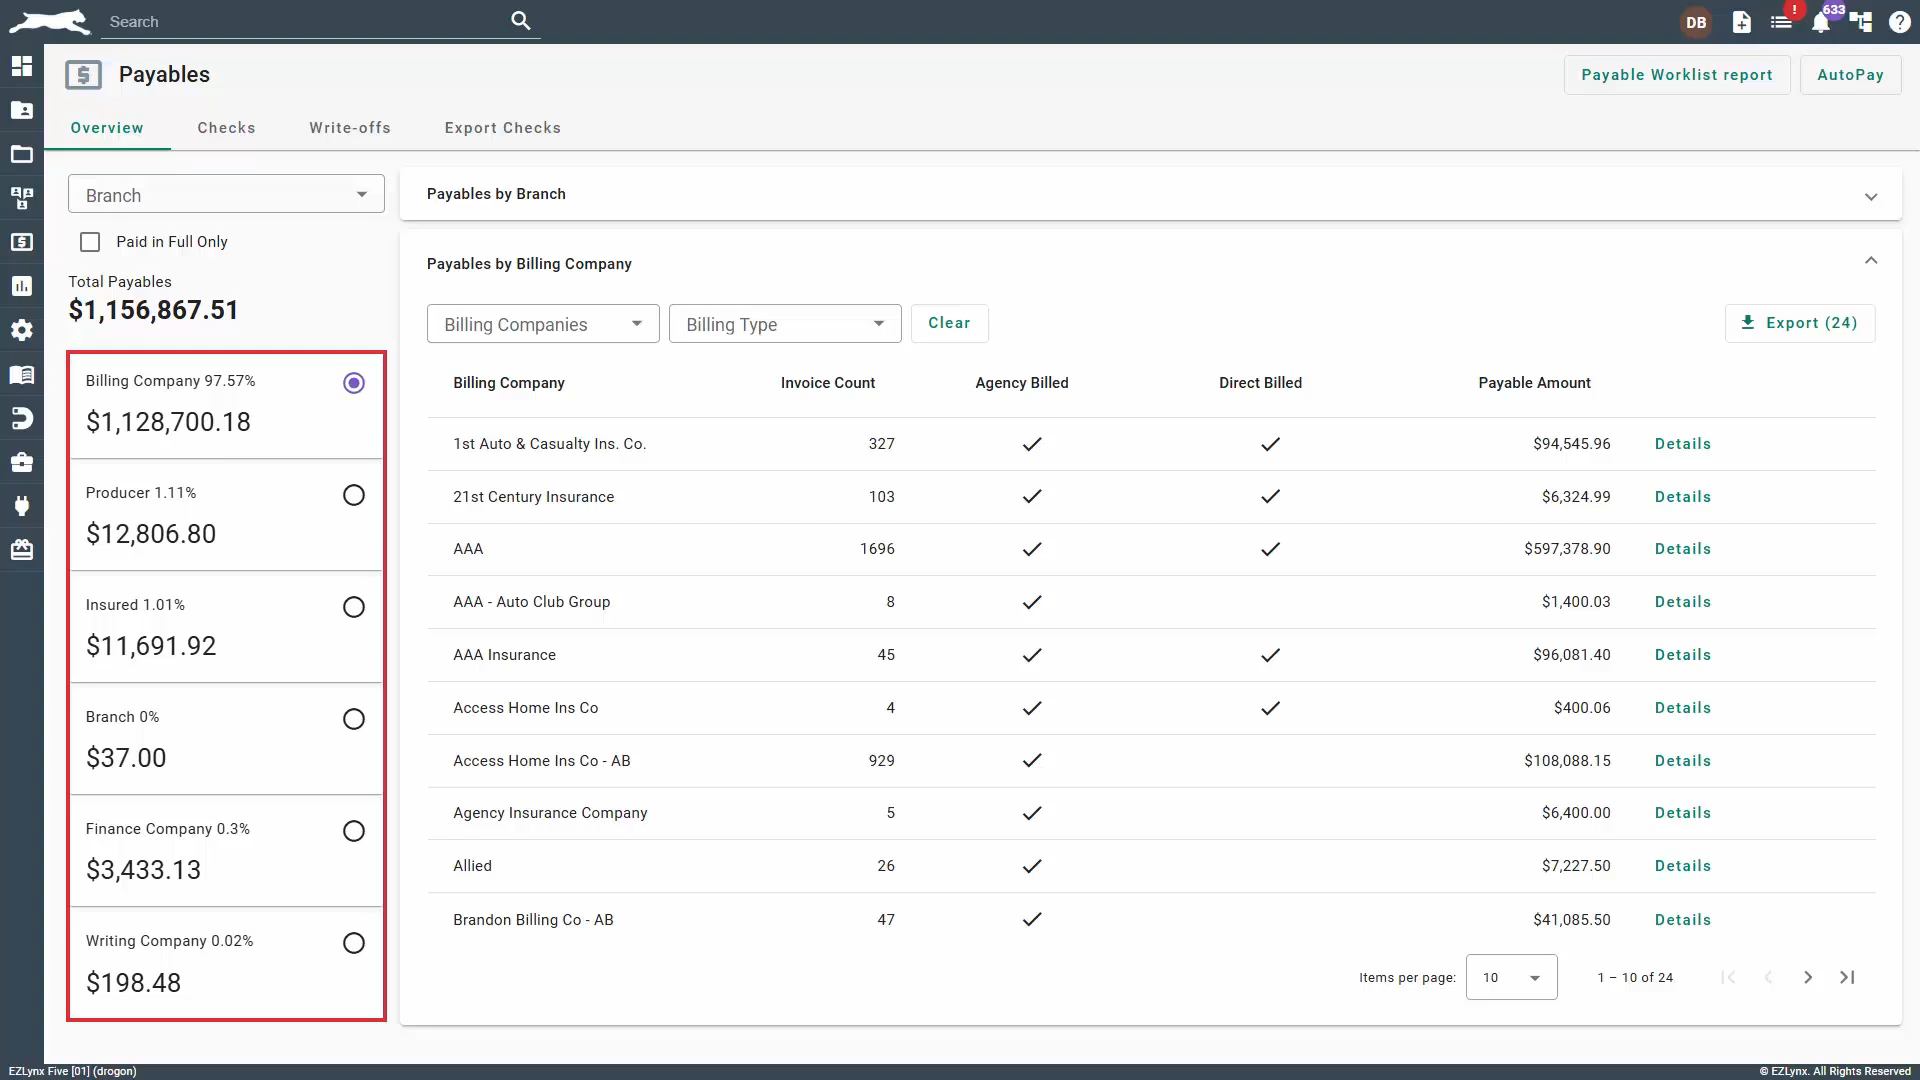 Search
DB
!
633
Payables
Payable Worklist report
AutoPay
Overview
Checks
Write-offs
Export Checks
Branch
Paid in Full Only
Total Payables
$1,156,867.51
Billing Company 97.57%
$1,128,700.18
Producer 1.11%
$12,806.80
Insured 1.01%
$11,691.92
Branch 0%
$37.00
Finance Company 0.3%
$3,433.13
Writing Company 0.02%
$198.48
Payables by Branch
Payables by Billing Company
Billing Companies
Billing Type
Clear
Export (24)
Billing Company Invoice Count Agency Billed Direct Billed Payable Amount
1st Auto & Casualty Ins. Co. 327 $94,545.96 Details
21st Century Insurance 103 $6,324.99 Details
AAA 1696 $597,378.90 Details
AAA - Auto Club Group 8 $1,400.03 Details
AAA Insurance 45 $96,081.40 Details
Access Home Ins Co 4 $400.06 Details
Access Home Ins Co - AB 929 $108,088.15 Details
Agency Insurance Company 5 $6,400.00 Details
Allied 26 $7,227.50 Details
Brandon Billing Co - AB 47 $41,085.50 Details
Items per page: 10 1 – 10 of 24
EZLynx Five [01] (drogon)
© EZLynx. All Rights Reserved